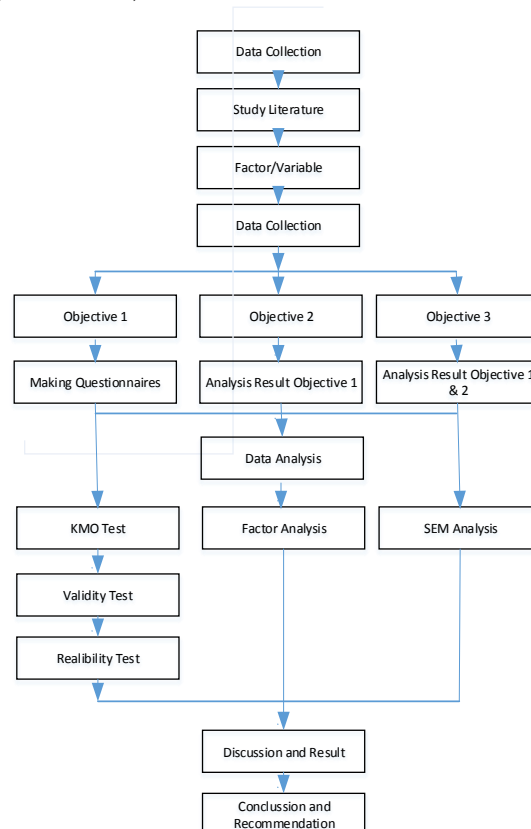 Data Collection
Study Literature
Factor/Variable
Data Collection
Objective 1
Objective 2
Objective 3
Making Questionnaires
Analysis Result Objective 1
Analysis Result Objective 1
& 2
Data Analysis
KMO Test
Factor Analysis
SEM Analysis
Validity Test
Realibility Test
Discussion and Result
Conclussion and
Recommendation